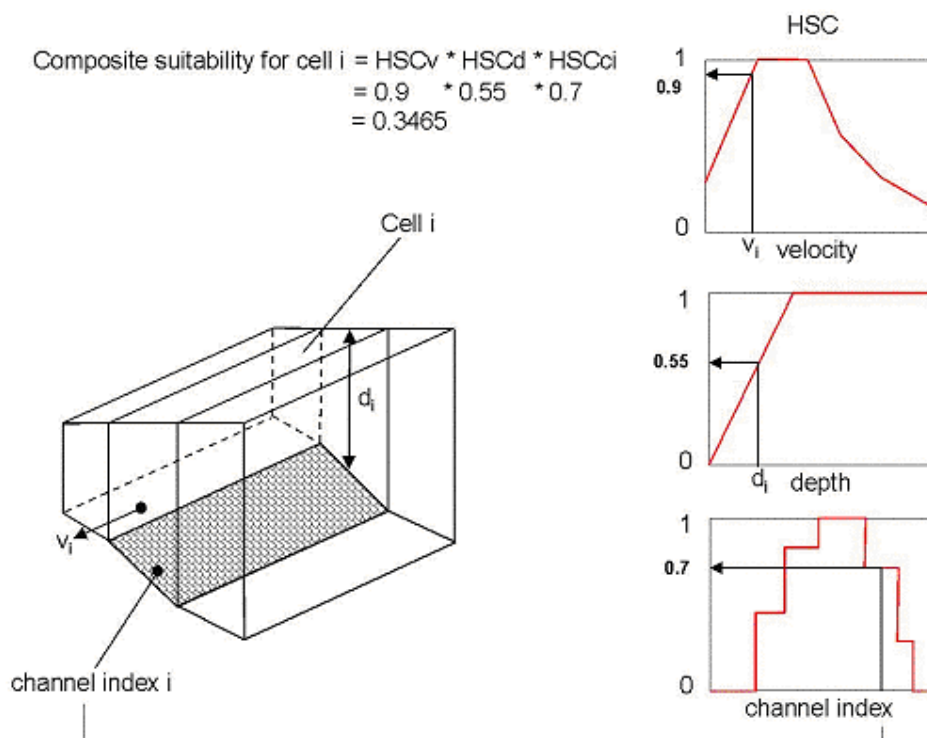 HSC
Composite suitability for cell i = HSCv * HSCd * HSCci
= 0.9 * 0.55 * 0.7
= 0.3465
1
0.9
0
vi velocity
Cell i
di
vi
channel index i
1
0.55
0
di depth
1
0.7
0
channel index